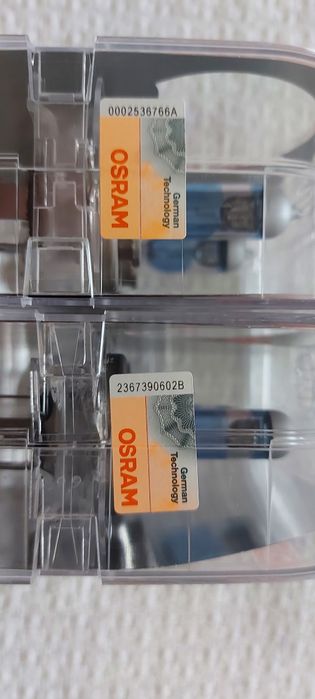 0002536766A
OSRAM
German
Technology
2367390602B
OSRAM
German
Technology